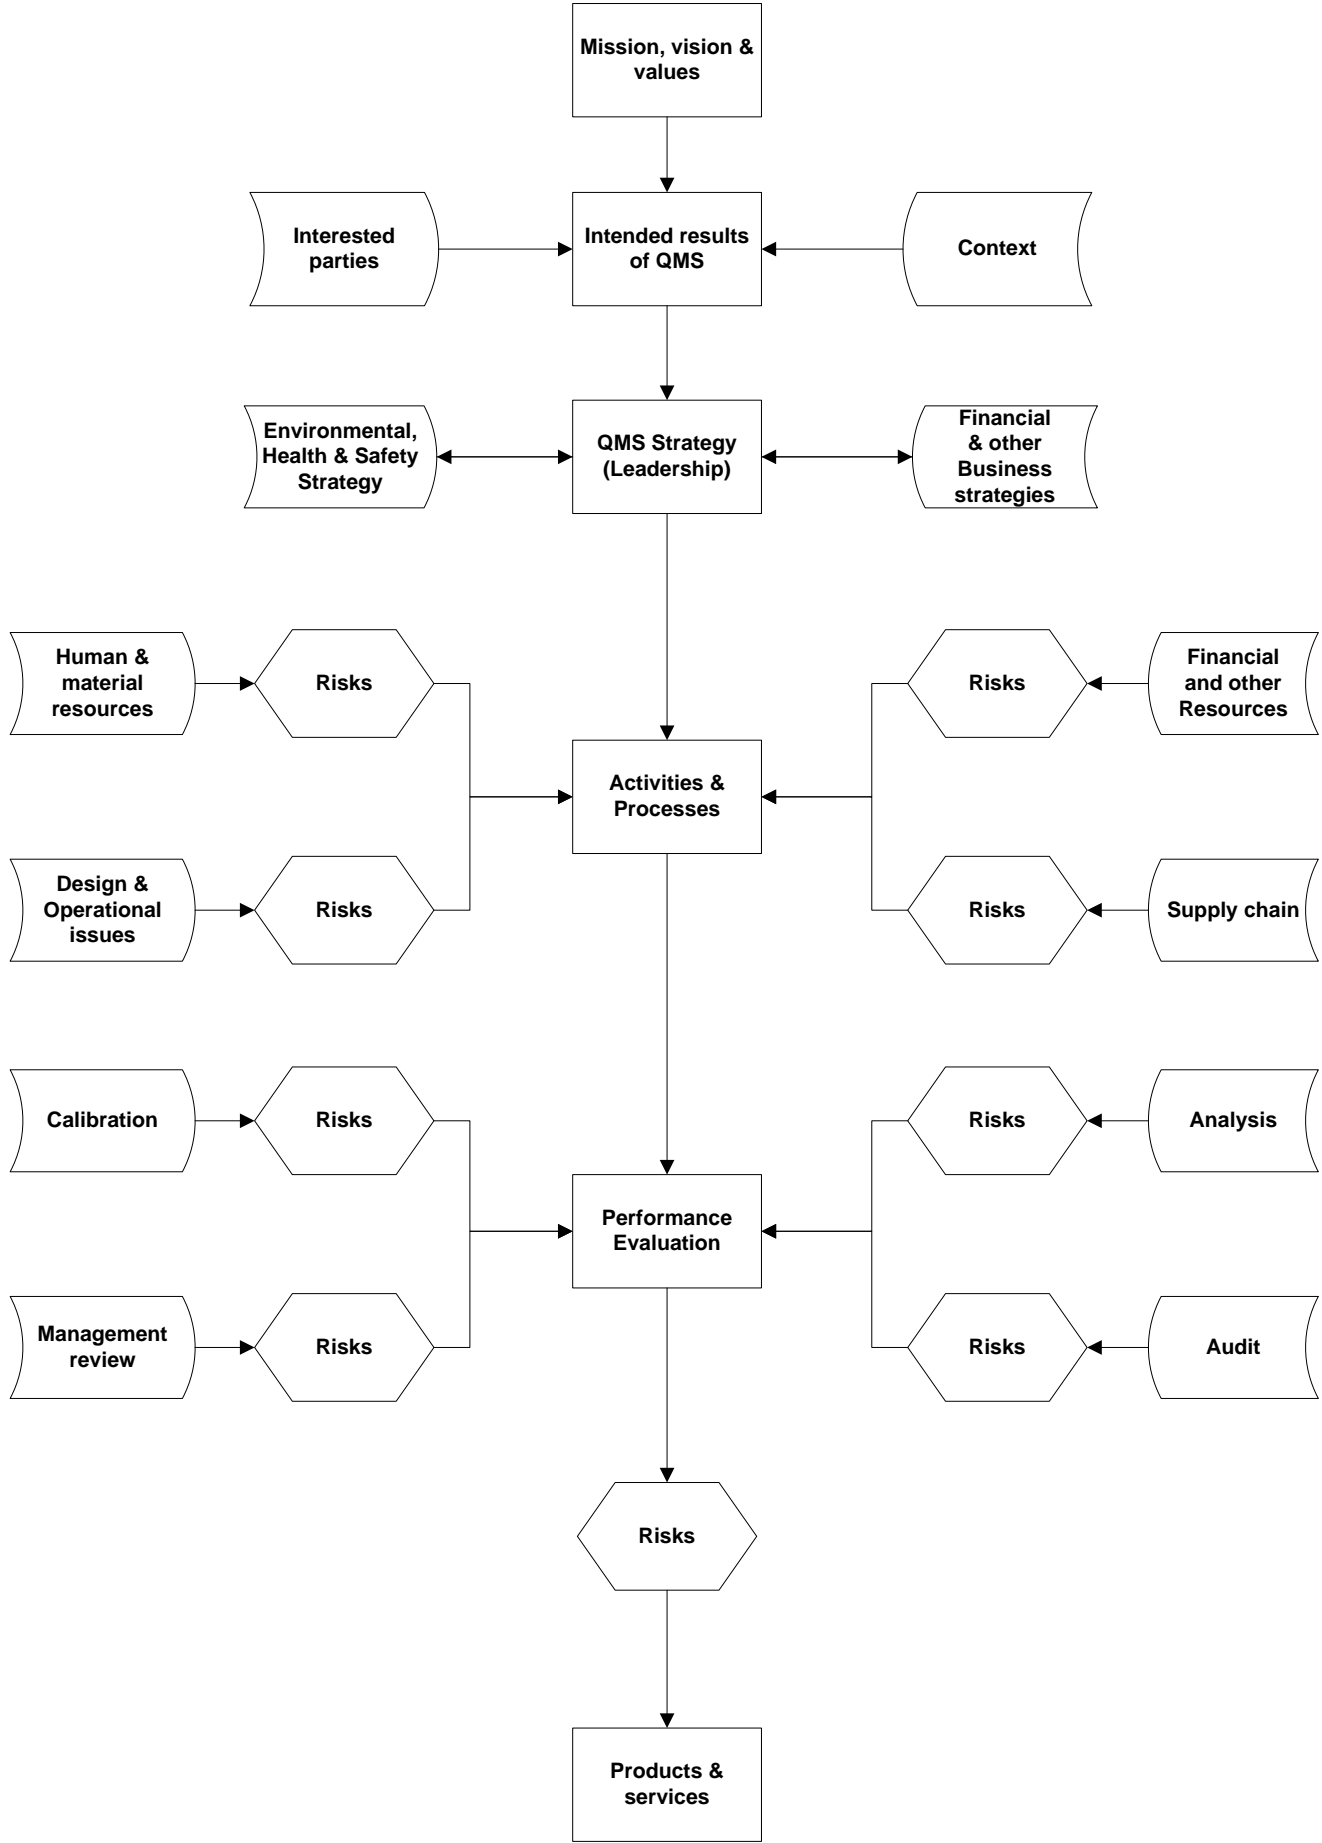 Mission, vision &
values
Interested
parties
Intended results
of QMS
Context
Environmental,
Health & Safety
Strategy
QMS Strategy
(Leadership)
Financial
& other
Business
strategies
Human &
material
resources
Risks
Risks
Financial
and other
Resources
Activities &
Processes
Design &
Operational
issues
Risks
Risks
Supply chain
Calibration
Risks
Risks
Analysis
Performance
Evaluation
Management
review
Risks
Risks
Audit
Risks
Products &
services